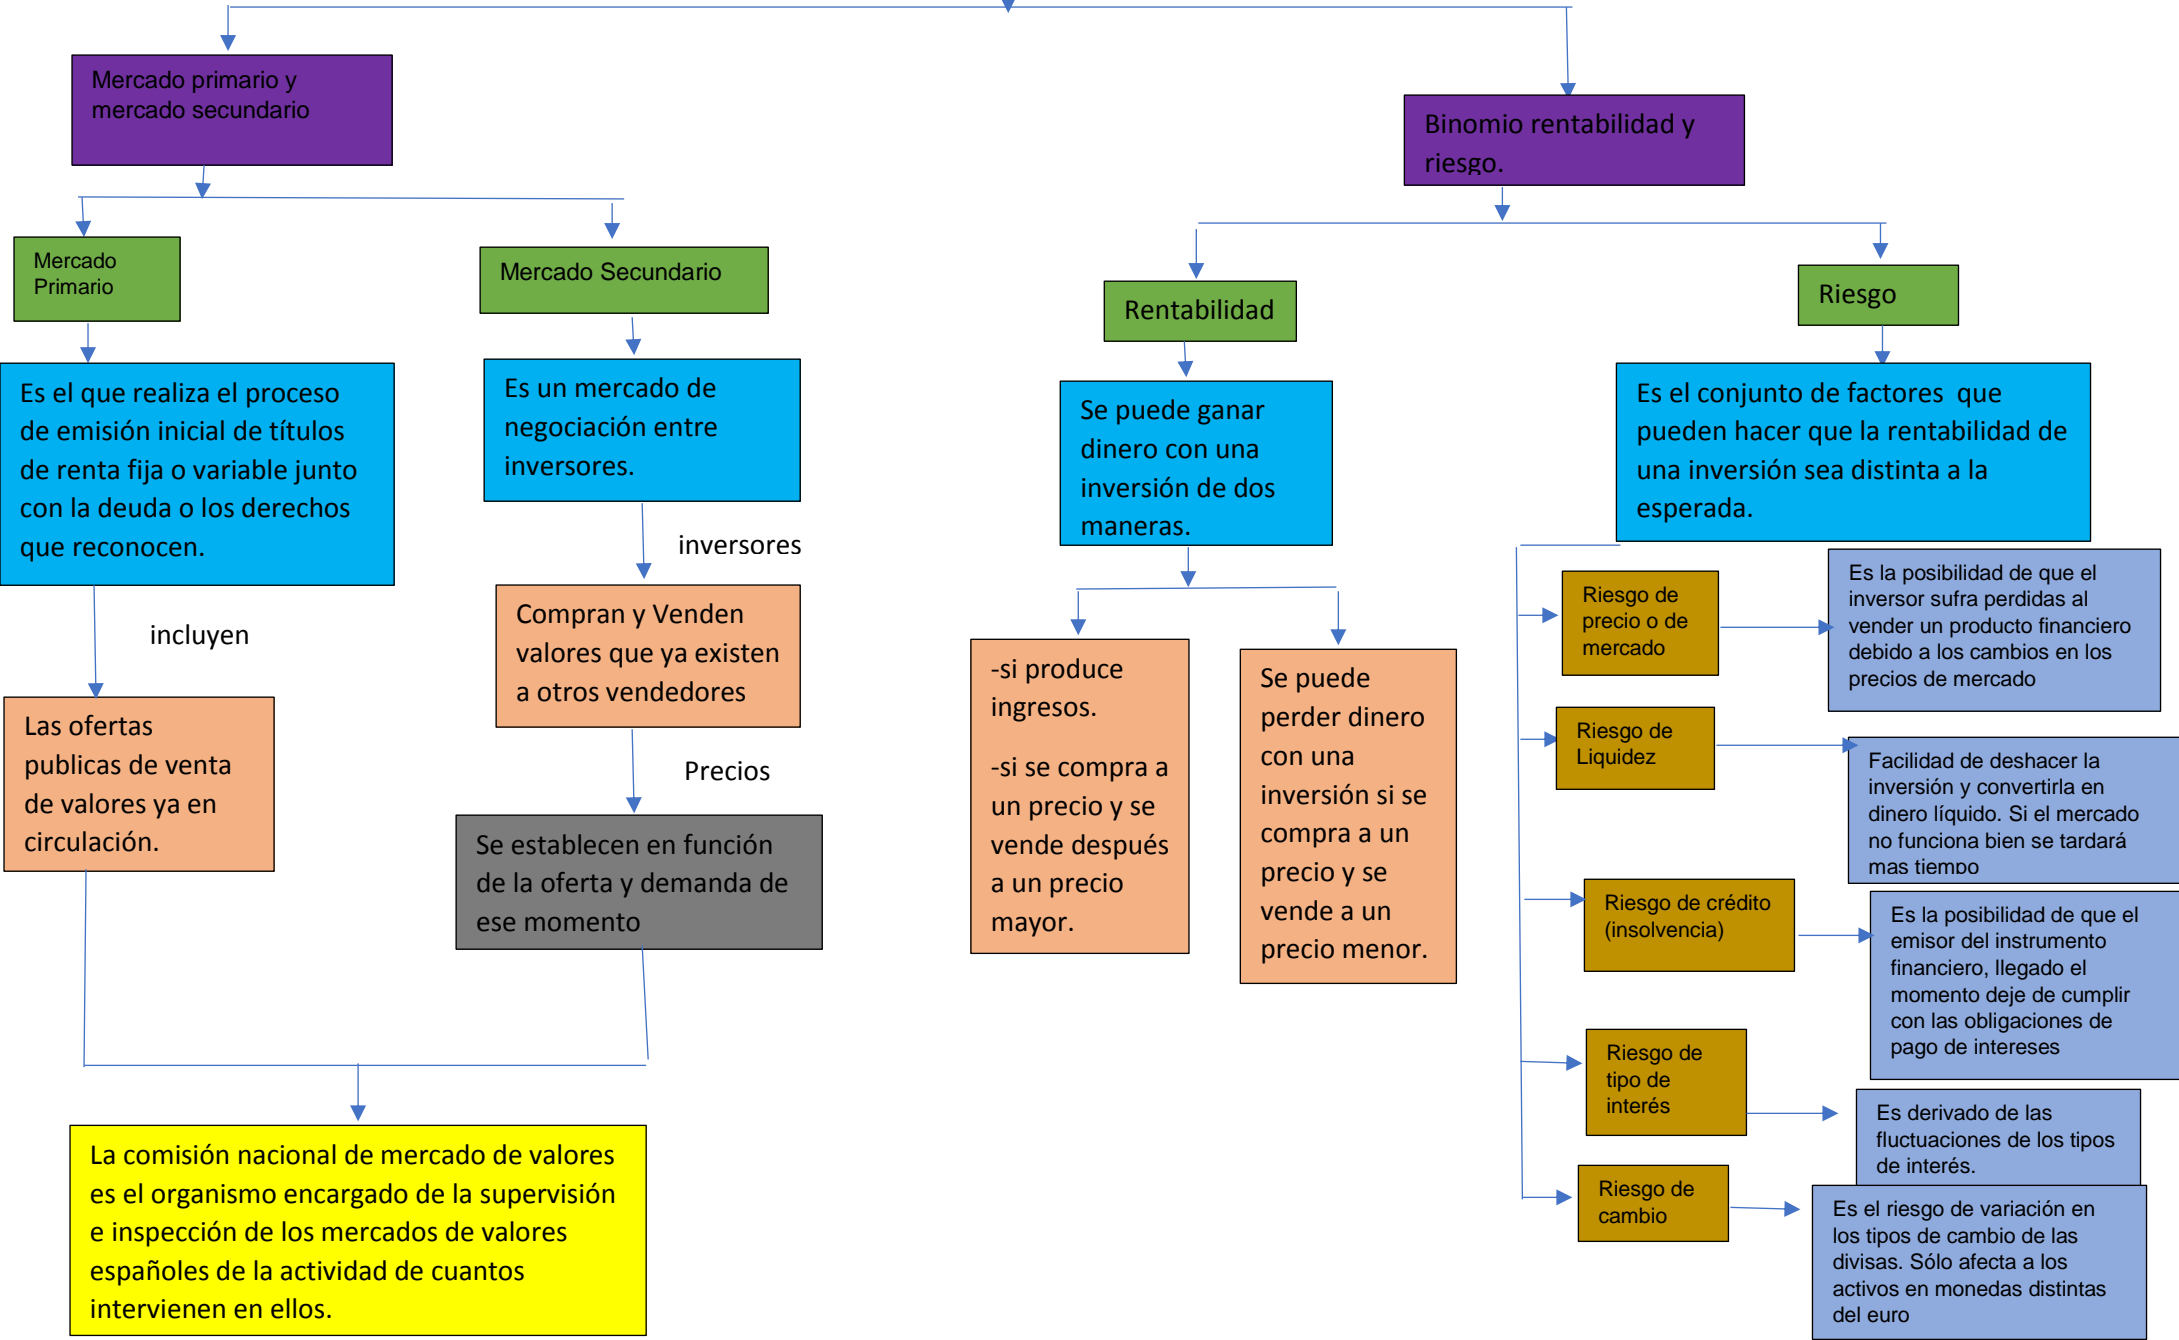 Mercado primario y
mercado secundario
Mercado
Primario
Es el que realiza el proceso
de emisión inicial de títulos
de renta fija o variable junto
con la deuda o los derechos
que reconocen.
incluyen
Las ofertas
publicas de venta
de valores ya en
circulación.
Mercado Secundario
Es un mercado de
negociación entre
inversores.
inversores
Compran y Venden
valores que ya existen
a otros vendedores
Precios
Se establecen en función
de la oferta y demanda de
ese momento
La comisión nacional de mercado de valores
es el organismo encargado de la supervisión
e inspección de los mercados de valores
españoles de la actividad de cuantos
intervienen en ellos.
Binomio rentabilidad y
riesgo.
Rentabilidad
Se puede ganar
dinero con una
inversión de dos
maneras.
-si produce
ingresos.
-si se compra a
un precio y se
vende después
a un precio
mayor.
Se puede
perder dinero
con una
inversión si se
compra a un
precio y se
vende a un
precio menor.
Riesgo
Es el conjunto de factores que
pueden hacer que la rentabilidad de
una inversión sea distinta a la
esperada.
Riesgo de
precio o de
mercado
Es la posibilidad de que el
inversor sufra perdidas al
vender un producto financiero
debido a los cambios en los
precios de mercado
Riesgo de
Liquidez
Facilidad de deshacer la
inversión y convertirla en
dinero líquido. Si el mercado
no funciona bien se tardará
mas tiempo
Riesgo de crédito
(insolvencia)
Es la posibilidad de que el
emisor del instrumento
financiero, llegado el
momento deje de cumplir
con las obligaciones de
pago de intereses
Riesgo de
tipo de
interés
Es derivado de las
fluctuaciones de los tipos
de interés.
Riesgo de
cambio
Es el riesgo de variación en
los tipos de cambio de las
divisas. Sólo afecta a los
activos en monedas distintas
del euro